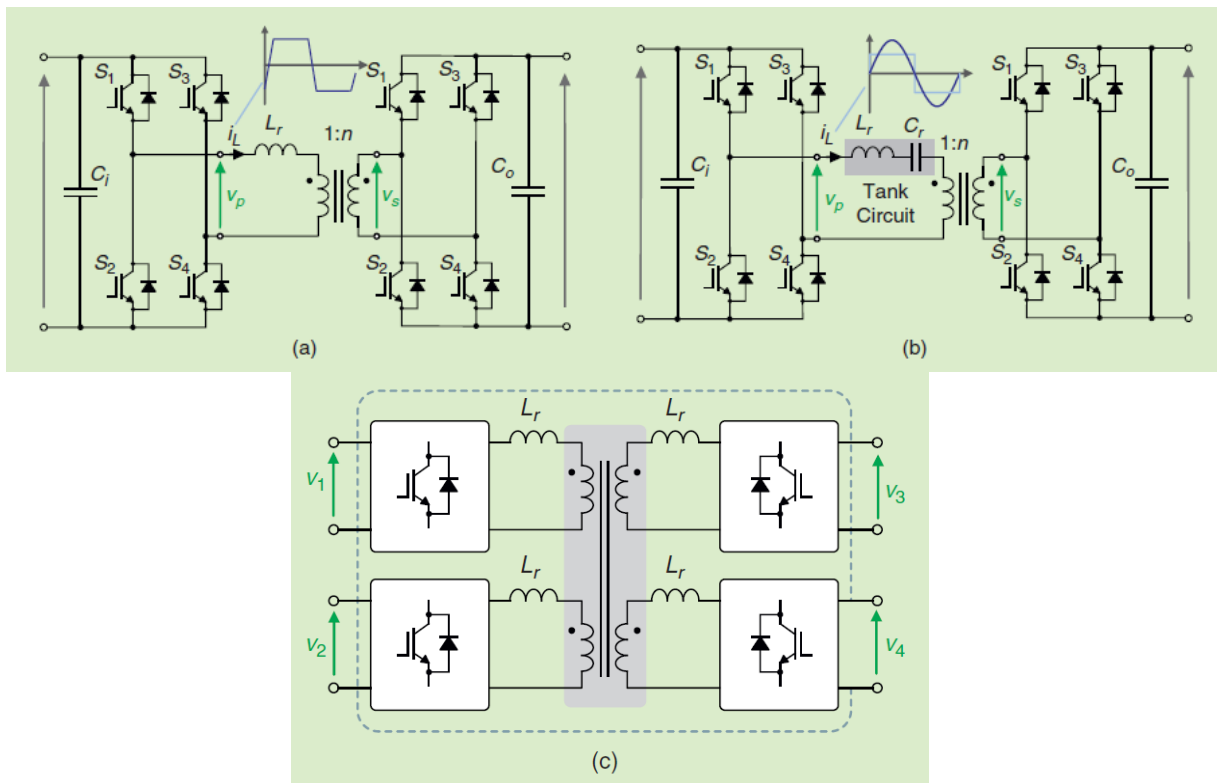 S1 S3 S1 S3
iL Lr 1:n
Ci vp vs Co
S2 S4 S2 S4
(a)
S1 S3 S1 S3
iL Lr Cr 1:n
Ci vp Tank vs Co
Circuit
S2 S4 S2 S4
(b)
Lr Lr
v1 v3
Lr Lr
v2 v4
(c)